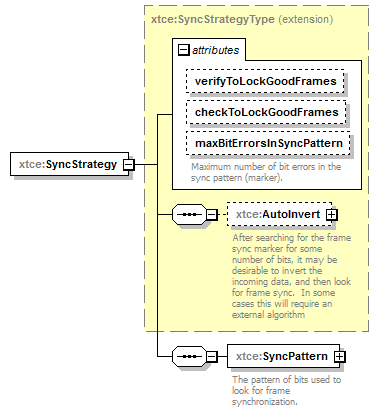 xtce:SyncStrategyType (extension)
attributes
verifyToLockGoodFrames
checkToLockGoodFrames
maxBitErrorsInSyncPattern
Maximum number of bit errors in the
sync pattern (marker).
xtce:SyncStrategy
xtce:AutoInvert
After searching for the frame
sync marker for some
number of bits, it may be
desirable to invert the
incoming data, and then look
for frame sync.  In some
cases this will require an
external algorithm
xtce:SyncPattern
The pattern of bits used to
look for frame
synchronization.